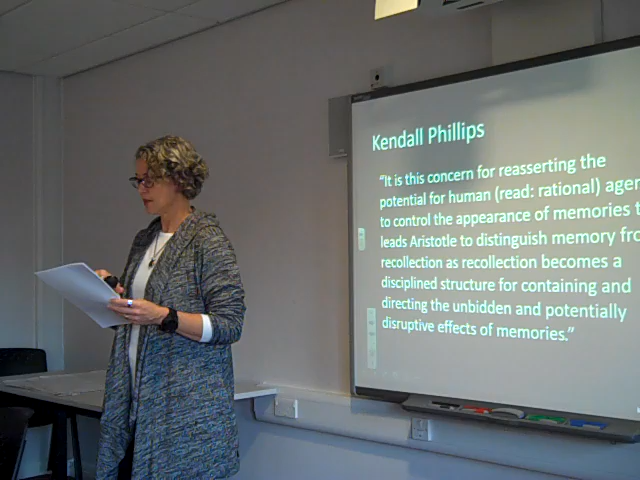 Kendall Phillips
“It is this concern for reasserting the
potential for human (read: rational)
to control the appearance of memories
leads Aristotle to distinguish memory
recollection as recollection becomes a
disciplined structure for containing and
directing the unbidden and potentially
disruptive effects of memories.”